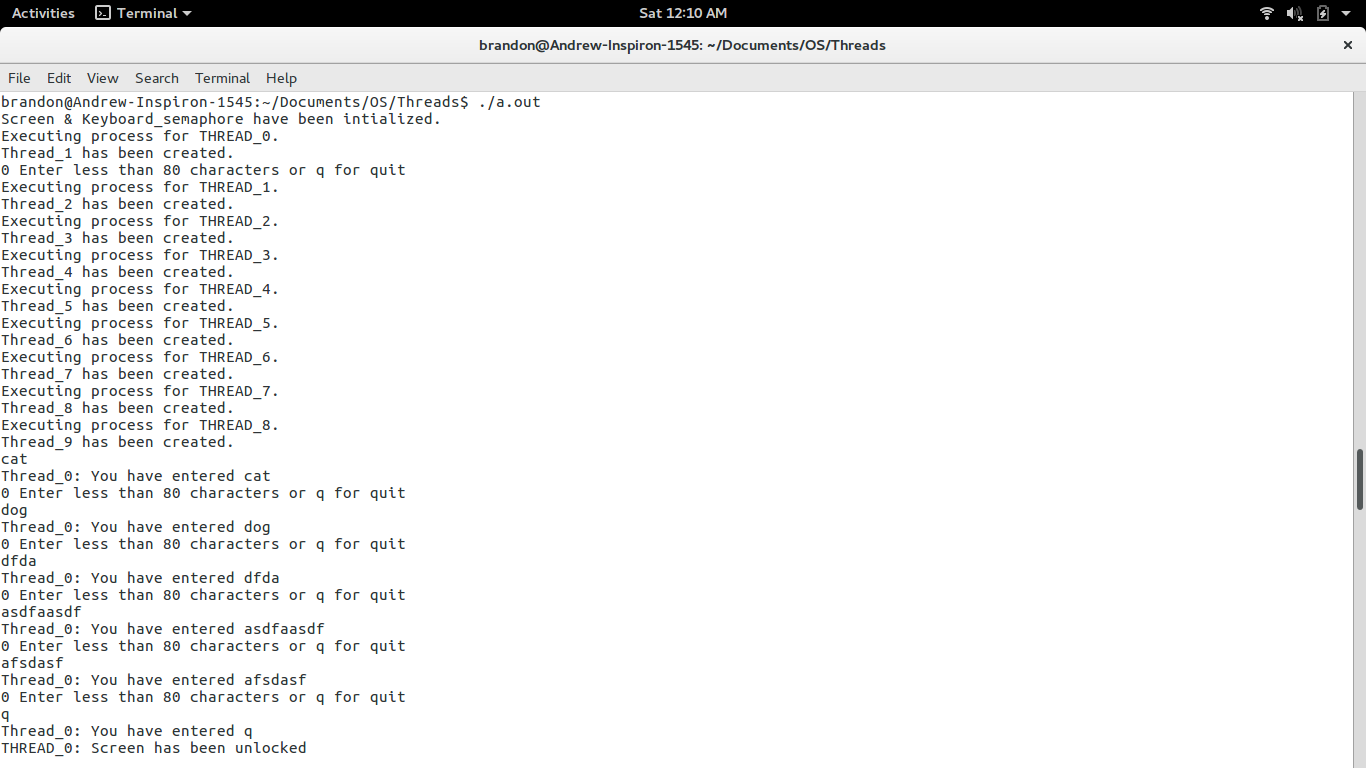 Activities Terminal Sat 12:10 AM
brandon@Andrew-Inspiron-1545: ~/Documents/OS/Threads ×
File Edit View Search Terminal Help
brandon@Andrew-Inspiron-1545:~/Documents/OS/Threads$ ./a.out
Screen & Keyboard_semaphore have been intialized.
Executing process for THREAD_0.
Thread_1 has been created.
0 Enter less than 80 characters or q for quit
Executing process for THREAD_1.
Thread_2 has been created.
Executing process for THREAD_2.
Thread_3 has been created.
Executing process for THREAD_3.
Thread_4 has been created.
Executing process for THREAD_4.
Thread_5 has been created.
Executing process for THREAD_5.
Thread_6 has been created.
Executing process for THREAD_6.
Thread_7 has been created.
Executing process for THREAD_7.
Thread_8 has been created.
Executing process for THREAD_8.
Thread_9 has been created.
cat
Thread_0: You have entered cat
0 Enter less than 80 characters or q for quit
dog
Thread_0: You have entered dog
0 Enter less than 80 characters or q for quit
dfda
Thread_0: You have entered dfda
0 Enter less than 80 characters or q for quit
asdfaasdf
Thread_0: You have entered asdfaasdf
0 Enter less than 80 characters or q for quit
afsdasf
Thread_0: You have entered afsdasf
0 Enter less than 80 characters or q for quit
q
Thread_0: You have entered q
THREAD_0: Screen has been unlocked